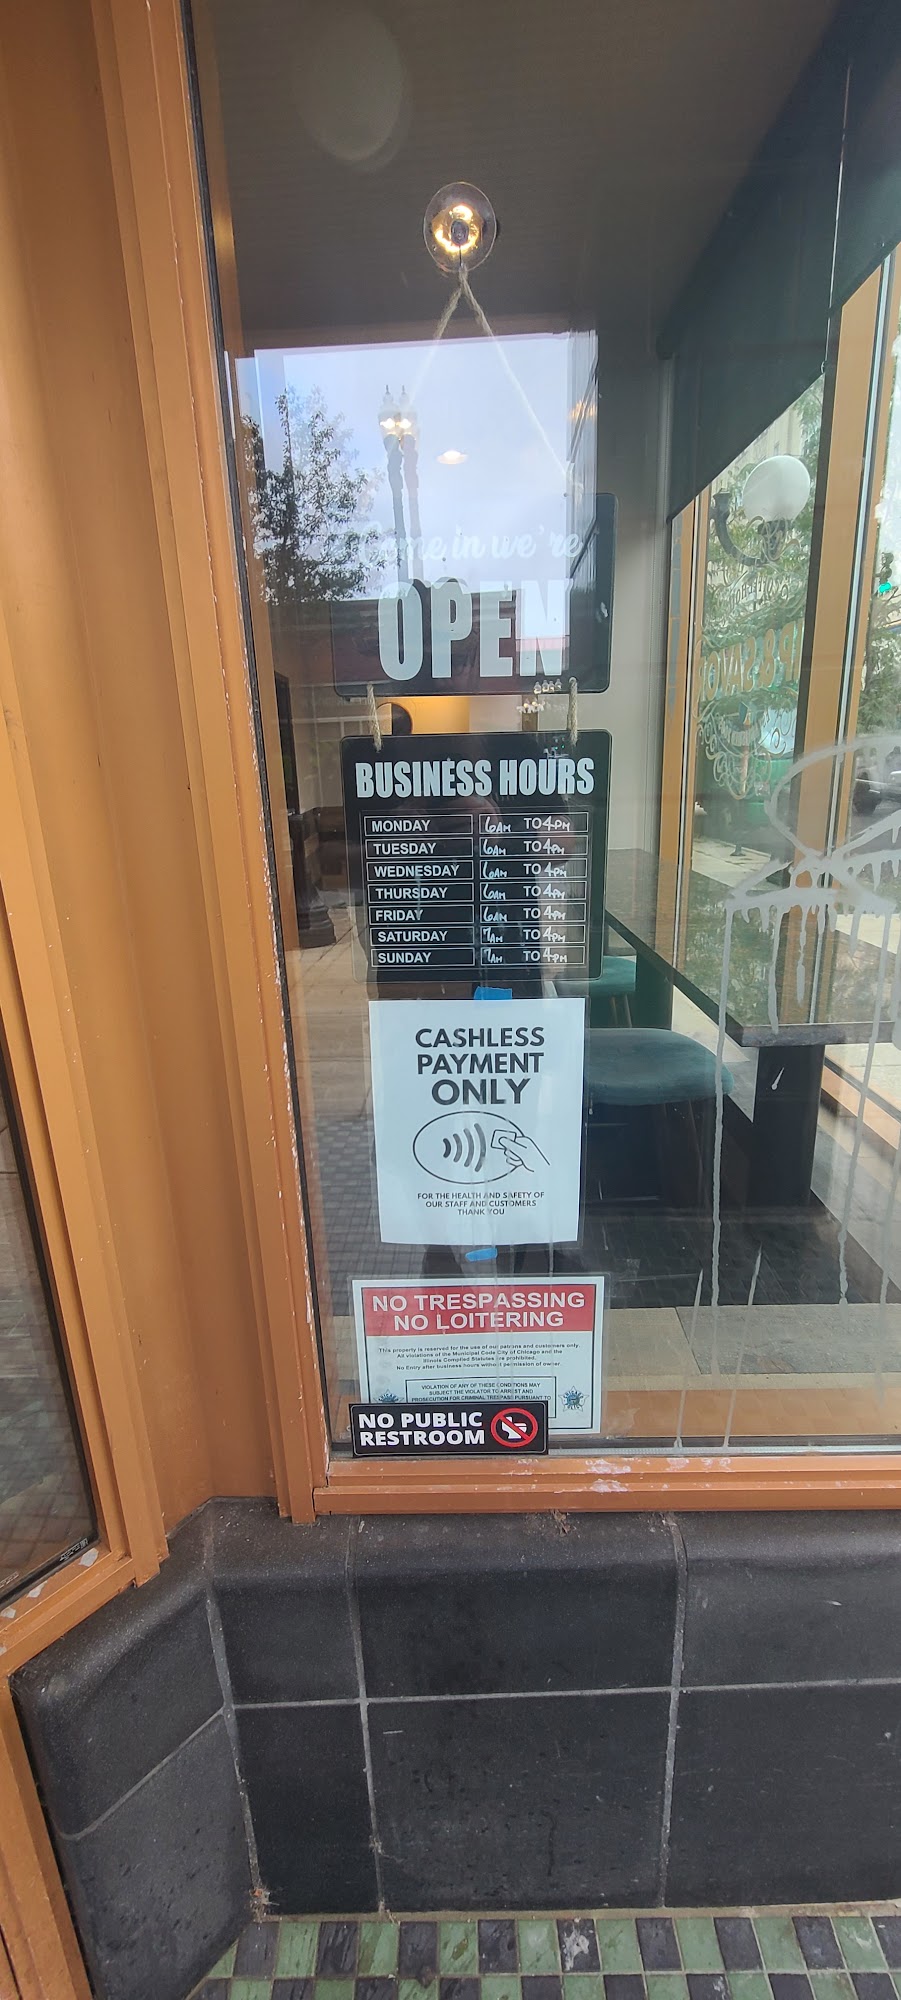 Come in we're
OPEN
BUSINESS HOURS
MONDAY 6AM TO 4PM
TUESDAY 6AM TO 4PM
WEDNESDAY 6AM TO 4PM
THURSDAY 6AM TO 4PM
FRIDAY 6AM TO 4PM
SATURDAY 7AM TO 4PM
SUNDAY 7AM TO 4PM
CASHLESS
PAYMENT
ONLY
FOR THE HEALTH AND SAFETY OF
OUR STAFF AND CUSTOMERS
THANK YOU
NO TRESPASSING
NO LOITERING
This property is reserved for the use of our patrons and customers only.
All violations of the Municipal Code City of Chicago and the
Illinois Compiled Statutes are prohibited.
No Entry after business hours without permission of owner.
VIOLATION OF ANY OF THESE CONDITIONS MAY
SUBJECT THE VIOLATOR TO ARREST AND
PROSECUTION FOR CRIMINAL TRESPASS PURSUANT TO
NO PUBLIC
RESTROOM